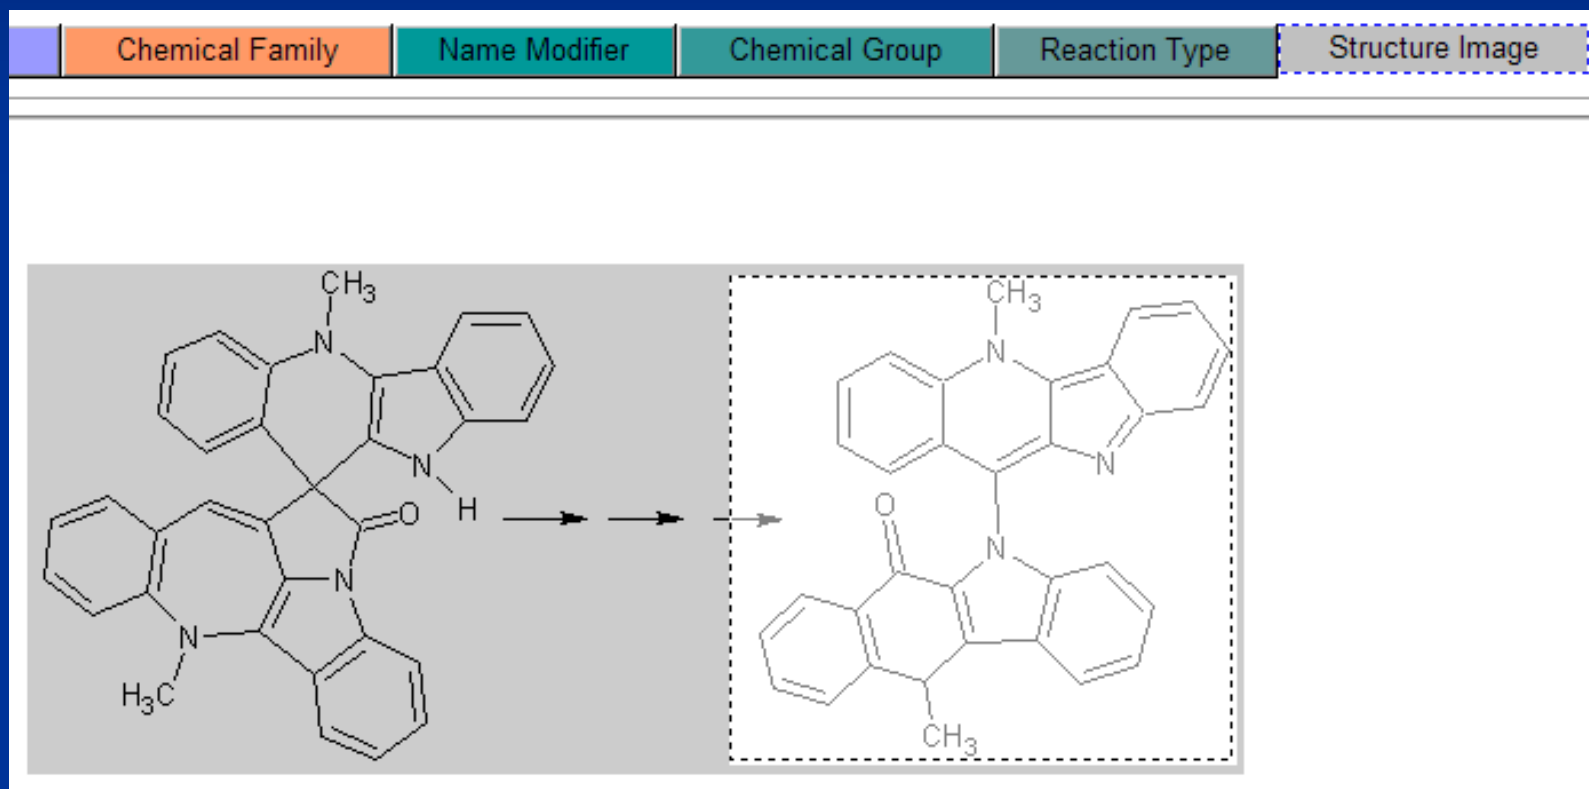 Chemical Family Name Modifier Chemical Group Reaction Type Structure Image
CH3
N
N
H
O
N
N
H3C
CH3
N
N
O
N
CH3